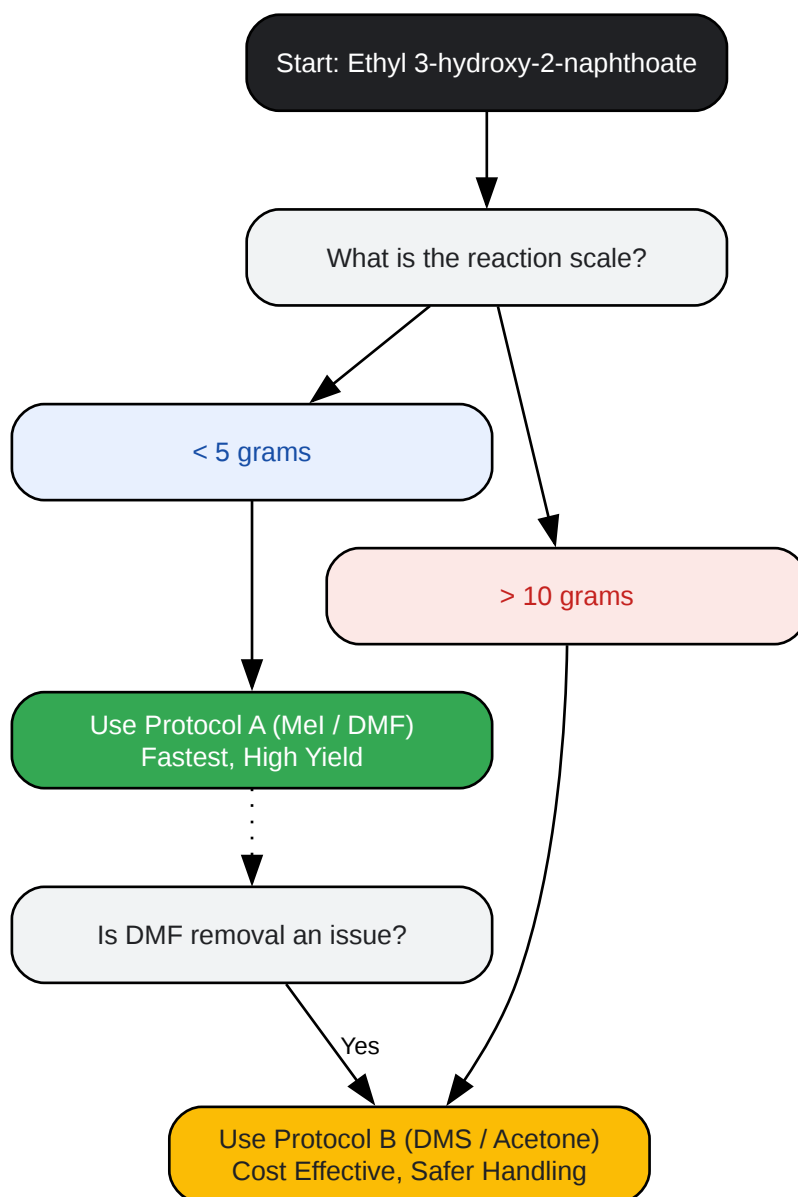 Start: Ethyl 3-hydroxy-2-naphthoate
What is the reaction scale?
< 5 grams
> 10 grams
Use Protocol A (MeI / DMF)
Fastest, High Yield
Is DMF removal an issue?
Yes
Use Protocol B (DMS / Acetone)
Cost Effective, Safer Handling